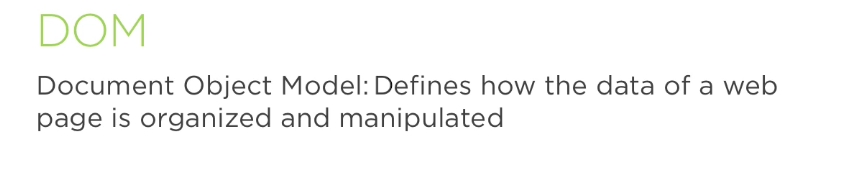 DOM
Document Object Model: Defines how the data of a web
page is organized and manipulated